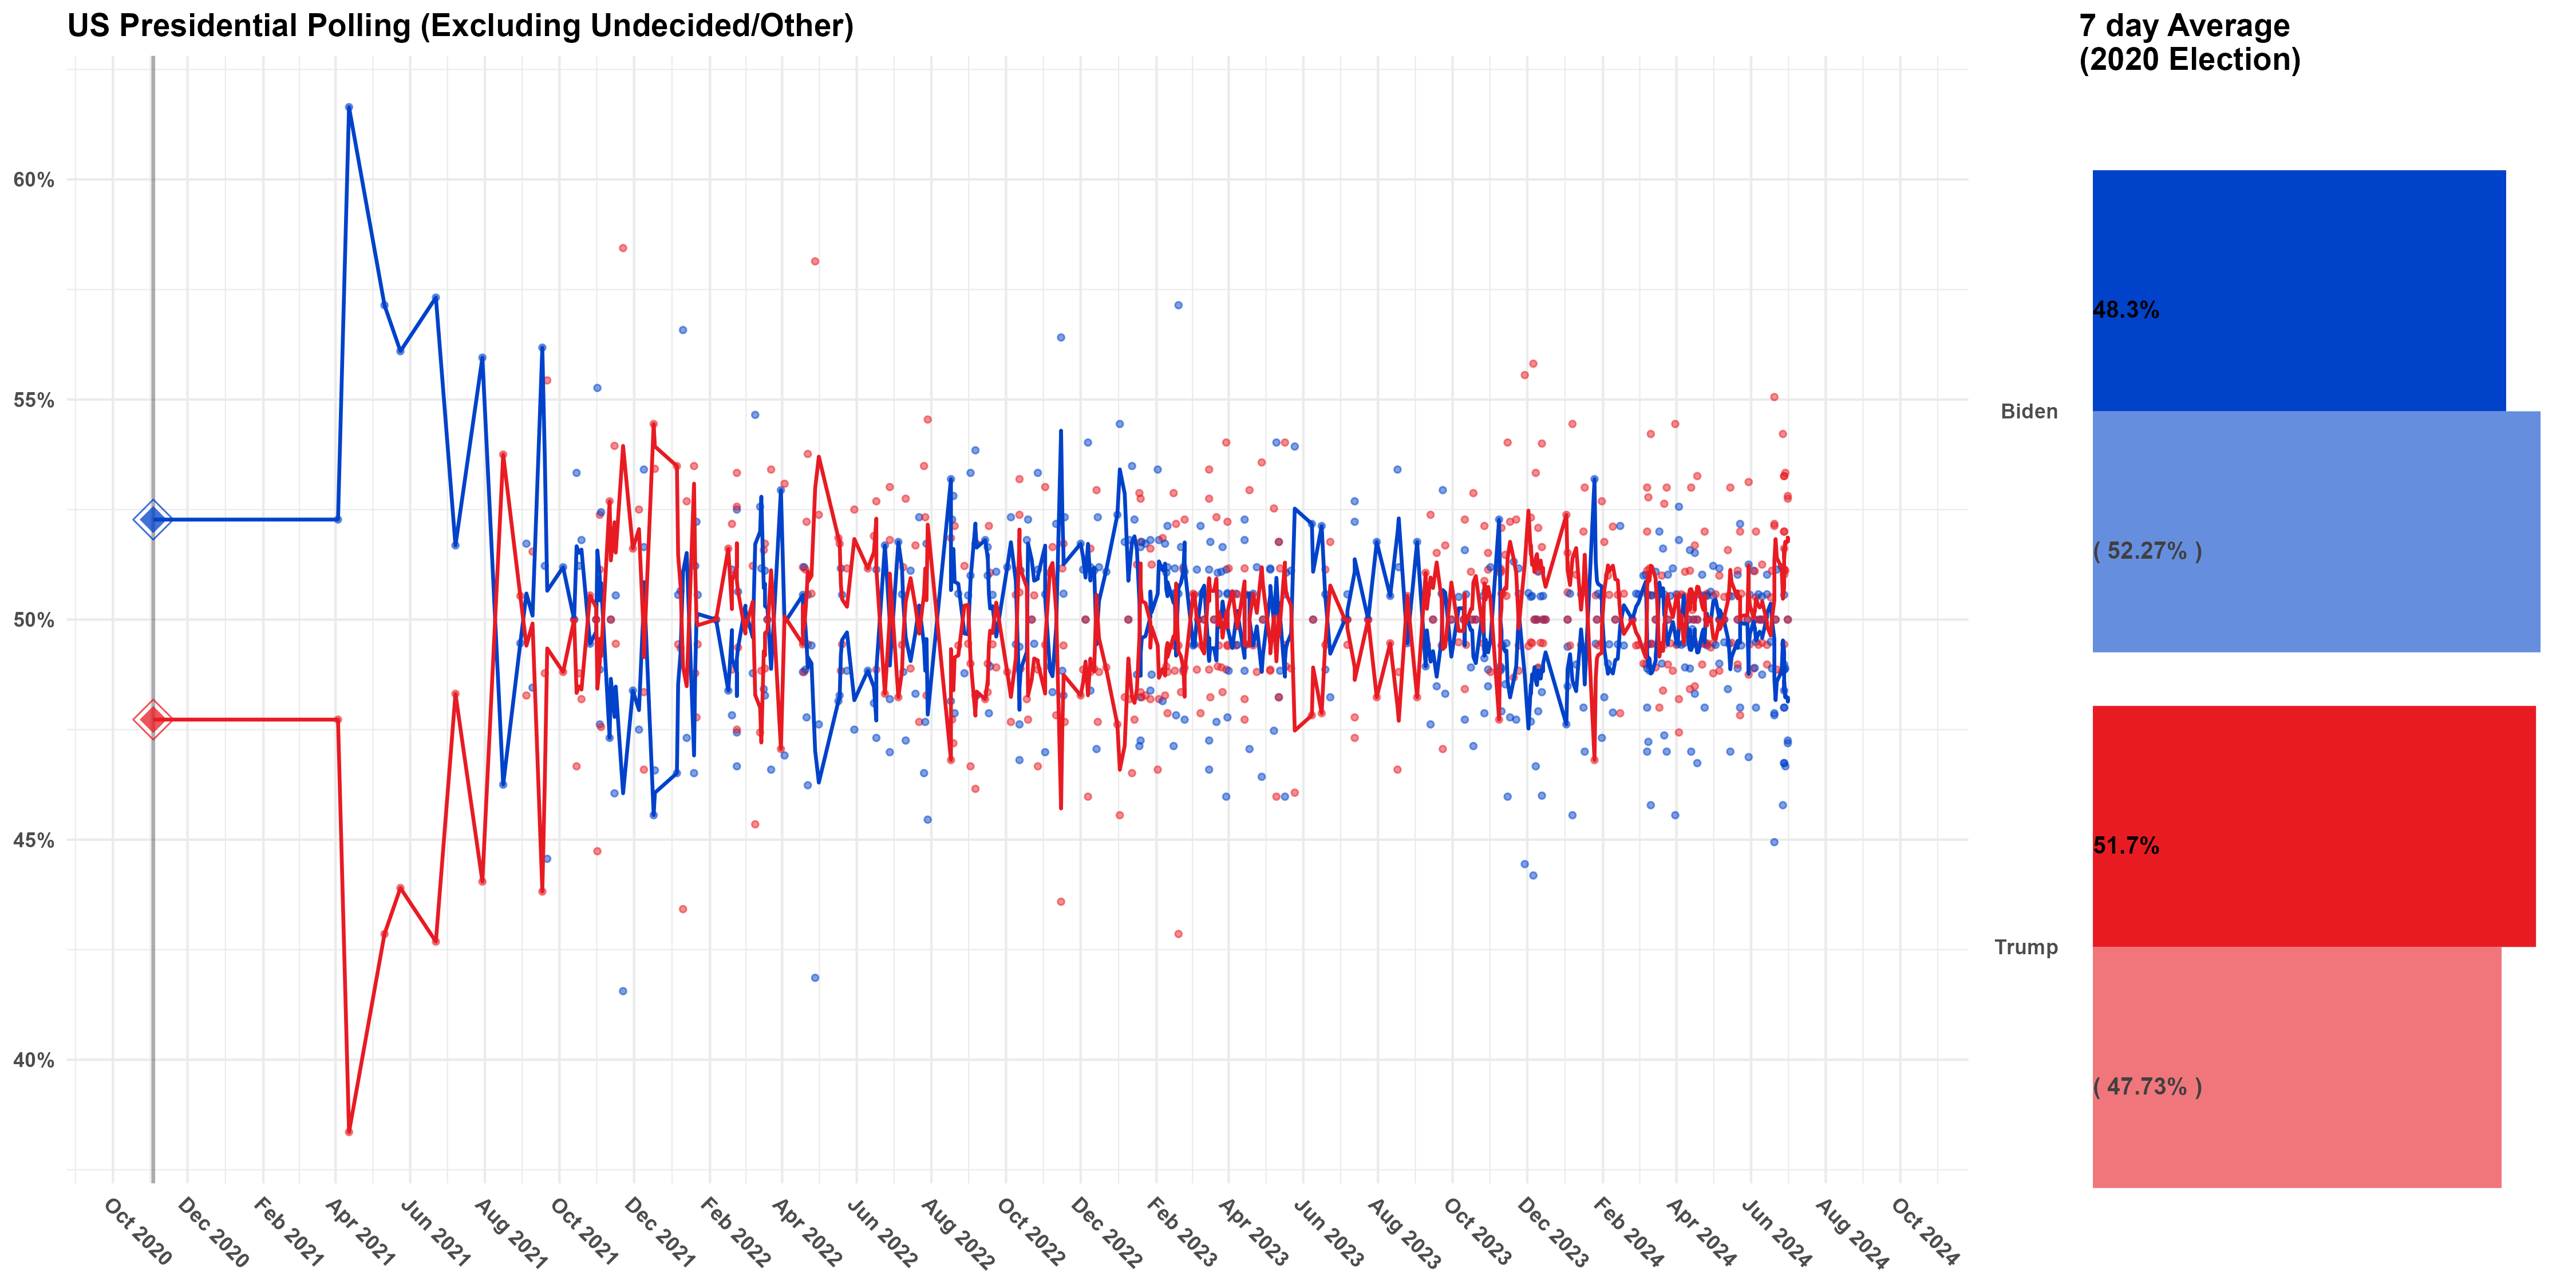 US Presidential Polling (Excluding Undecided/Other)
7 day Average
(2020 Election)
60%
55%
50%
45%
40%
Oct 2020
Dec 2020
Feb 2021
Apr 2021
Jun 2021
Aug 2021
Oct 2021
Dec 2021
Feb 2022
Apr 2022
Jun 2022
Aug 2022
Oct 2022
Dec 2022
Feb 2023
Apr 2023
Jun 2023
Aug 2023
Oct 2023
Dec 2023
Feb 2024
Apr 2024
Jun 2024
Aug 2024
Oct 2024
Biden
48.3%
( 52.27% )
Trump
51.7%
( 47.73% )